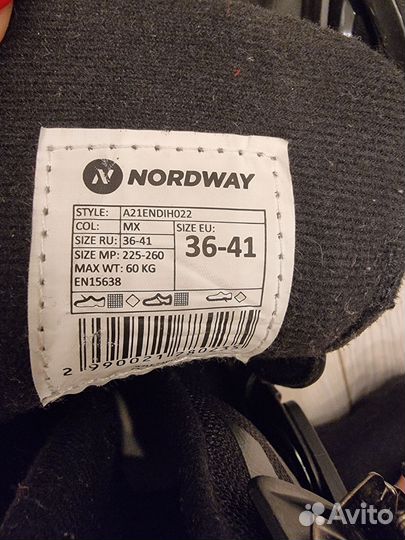 NORDWAY
STYLE: A21ENDIH022
COL: MX SIZE EU:
SIZE RU: 36-41 36-41
SIZE MP: 225-260
MAX WT: 60 KG
EN15638
Avito